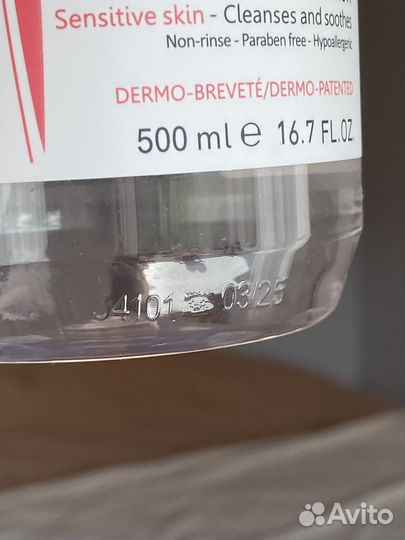 Sensitive skin - Cleanses and soothes
Non-rinse - Paraben free - Hypoallergenic
DERMO-BREVETÉ/DERMO-PATENTED
500 ml ℮ 16.7 FL.OZ.
34101 03/25
Avito